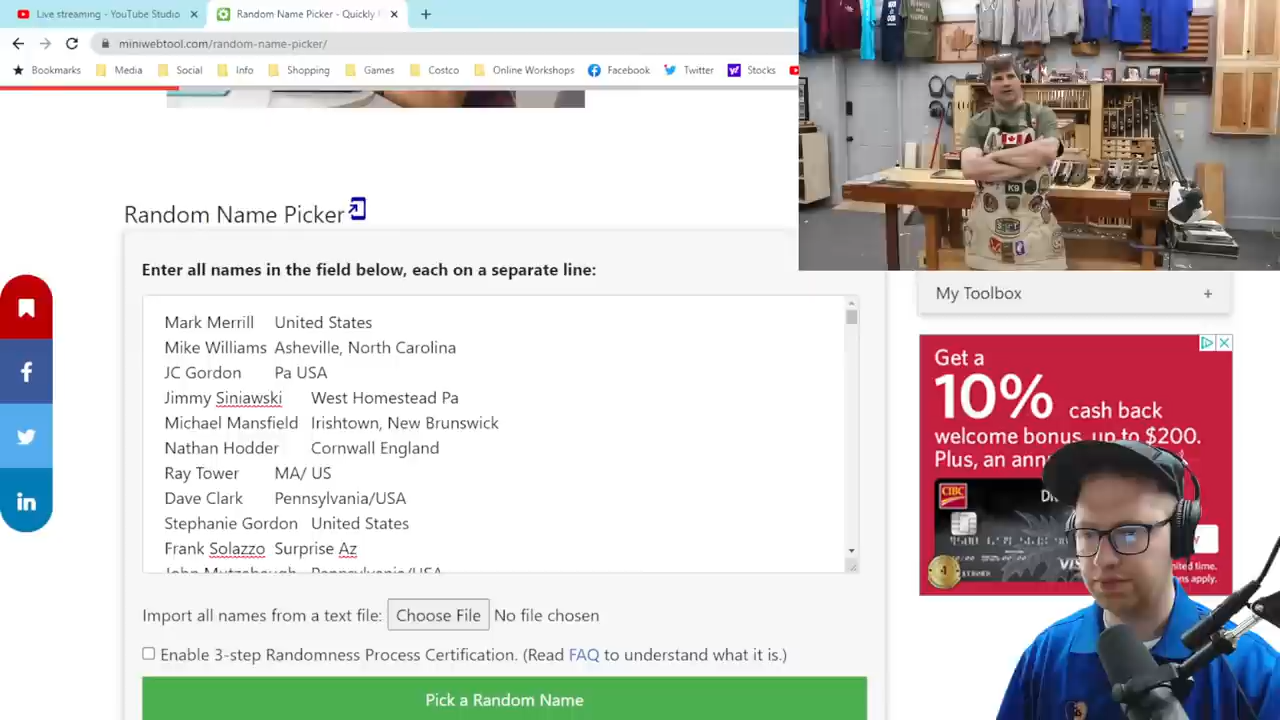 Live streaming - YouTube Studio
Random Name Picker - Quickly
miniwebtool.com/random-name-picker/
Bookmarks Media Social Info Shopping Games Costco Online Workshops Facebook Twitter Stocks
Random Name Picker
Enter all names in the field below, each on a separate line:
Mark Merrill United States
Mike Williams Asheville, North Carolina
JC Gordon Pa USA
Jimmy Siniawski West Homestead Pa
Michael Mansfield Irishtown, New Brunswick
Nathan Hodder Cornwall England
Ray Tower MA/ US
Dave Clark Pennsylvania/USA
Stephanie Gordon United States
Frank Solazzo Surprise Az
John Mutzabaugh Pennsylvania/USA
Import all names from a text file: Choose File No file chosen
Enable 3-step Randomness Process Certification. (Read FAQ to understand what it is.)
Pick a Random Name
K9
My Toolbox +
Get a
10% cash back
welcome bonus, up to $200.
Plus, an
CIBC